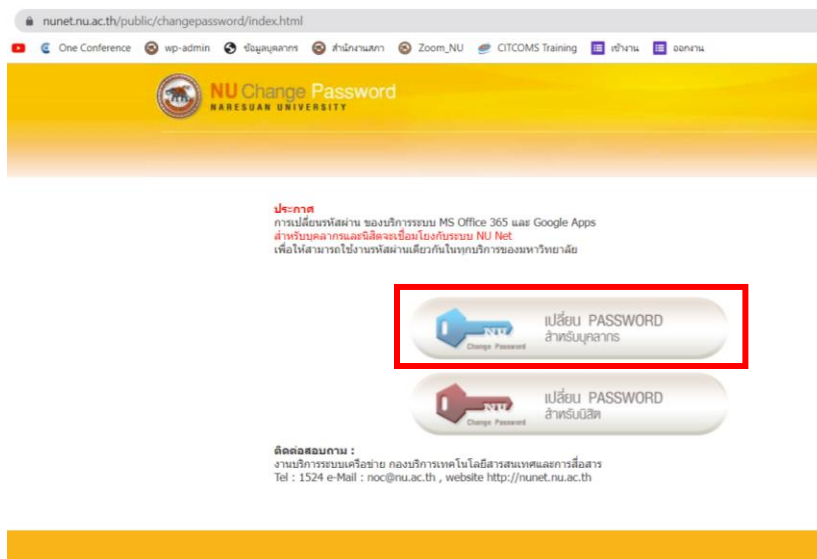 nunet.nu.ac.th/public/changepassword/index.html
One Conference wp-admin ข้อมูลบุคลากร สำนักงานสภา Zoom_NU CITCOMS Training เข้างาน ออกงาน
NU Change Password
NARESUAN UNIVERSITY
ประกาศ
การเปลี่ยนรหัสผ่าน ของบริการระบบ MS Office 365 และ Google Apps
สำหรับบุคลากรและนิสิตจะเชื่อมโยงกับระบบ NU Net
เพื่อให้สามารถใช้งานรหัสผ่านเดียวกันในทุกบริการของมหาวิทยาลัย
NU
Change Password
เปลี่ยน PASSWORD
สำหรับบุคลากร
NU
Change Password
เปลี่ยน PASSWORD
สำหรับนิสิต
ติดต่อสอบถาม :
งานบริการระบบเครือข่าย กองบริการเทคโนโลยีสารสนเทศและการสื่อสาร
Tel : 1524 e-Mail : noc@nu.ac.th , website http://nunet.nu.ac.th